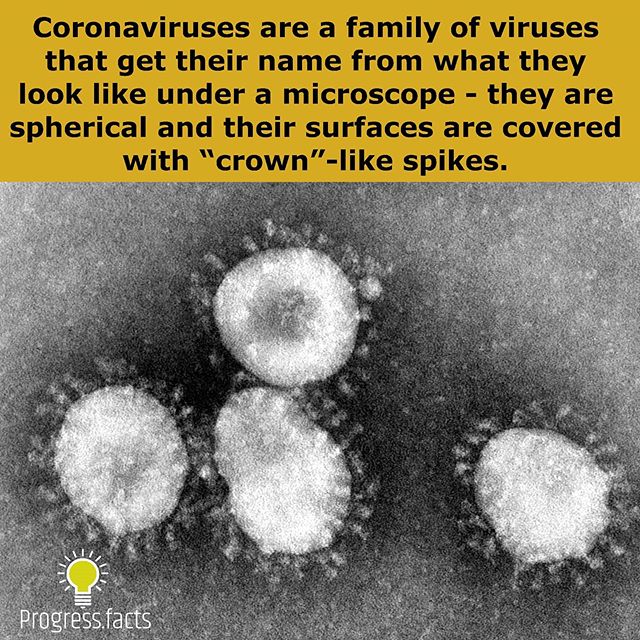 Coronaviruses are a family of viruses
that get their name from what they
look like under a microscope - they are
spherical and their surfaces are covered
with “crown”-like spikes.
Progress.facts